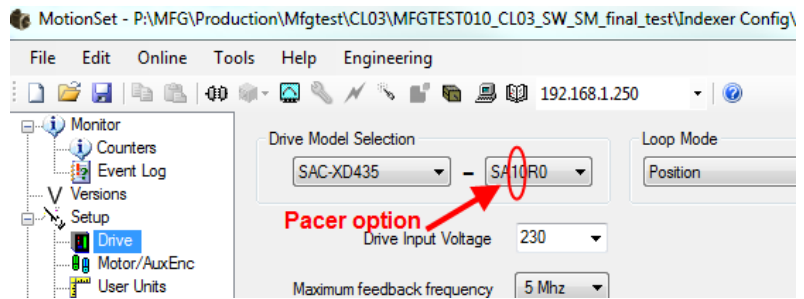 MotionSet - P:\MFG\Production\Mfgtest\CL03\MFGTEST010_CL03_SW_SM_final_test\Indexer Config\
File Edit Online Tools Help Engineering
192.168.1.250
Monitor
Counters
Event Log
Versions
Setup
Drive
Motor/AuxEnc
User Units
Drive Model Selection
SAC-XD435 - SA10R0
Pacer option
Drive Input Voltage 230
Maximum feedback frequency 5 Mhz
Loop Mode
Position